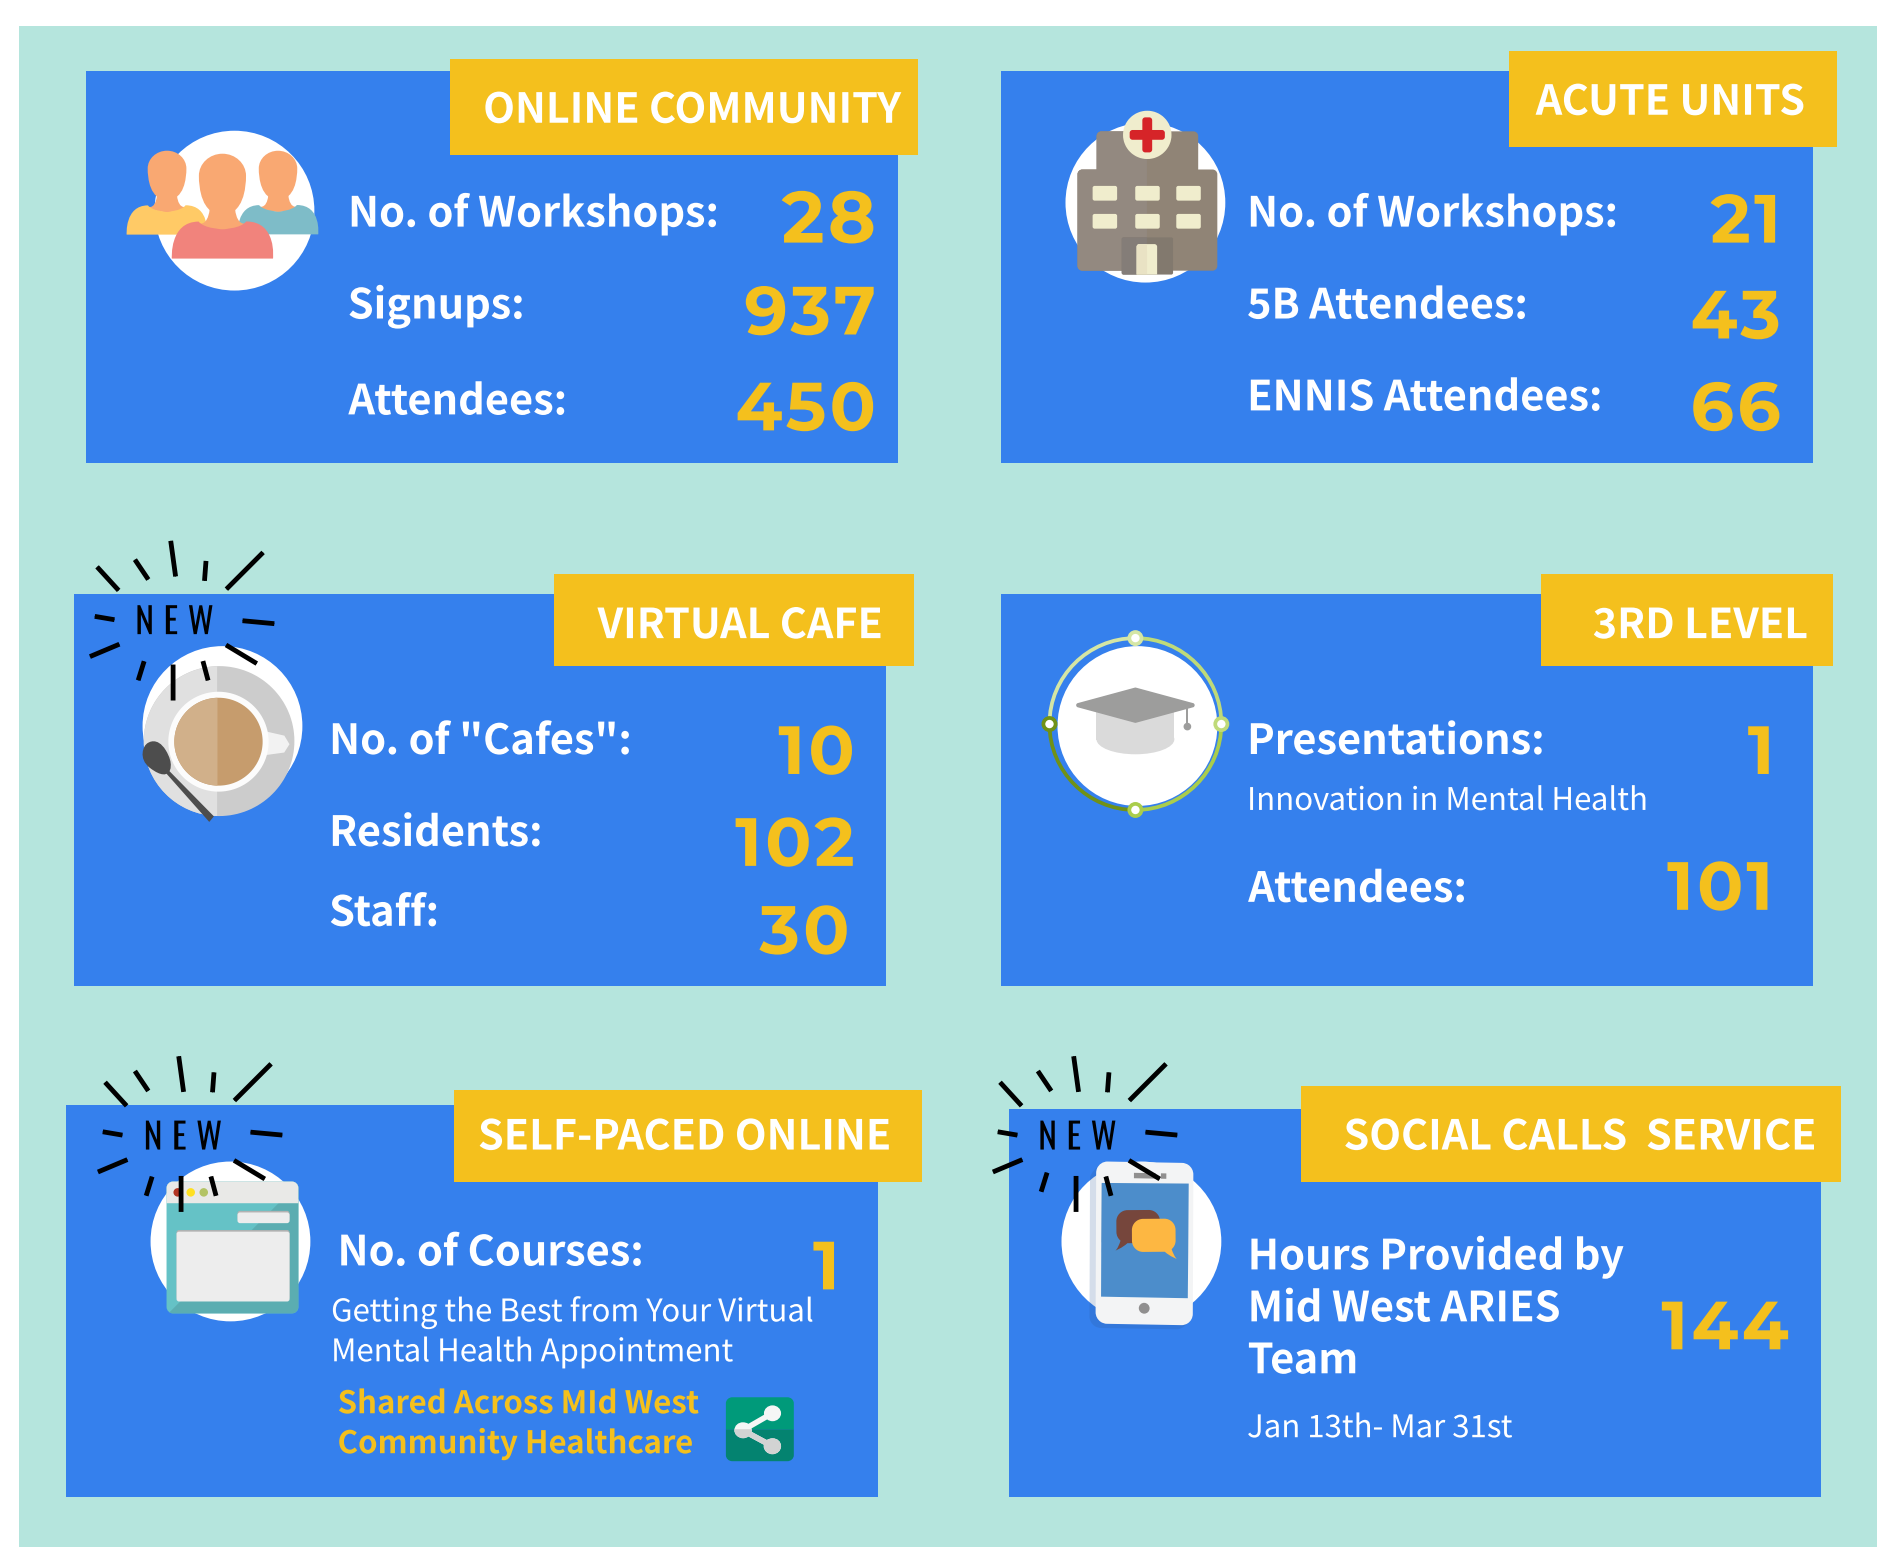 ONLINE COMMUNITY
No. of Workshops: 28
Signups: 937
Attendees: 450
ACUTE UNITS
No. of Workshops: 21
5B Attendees: 43
ENNIS Attendees: 66
NEW
VIRTUAL CAFE
No. of "Cafes": 10
Residents: 102
Staff: 30
3RD LEVEL
Presentations: 1
Innovation in Mental Health
Attendees: 101
NEW
SELF-PACED ONLINE
No. of Courses: 1
Getting the Best from Your Virtual
Mental Health Appointment
Shared Across MId West
Community Healthcare
NEW
SOCIAL CALLS SERVICE
Hours Provided by
Mid West ARIES
Team
144
Jan 13th- Mar 31st